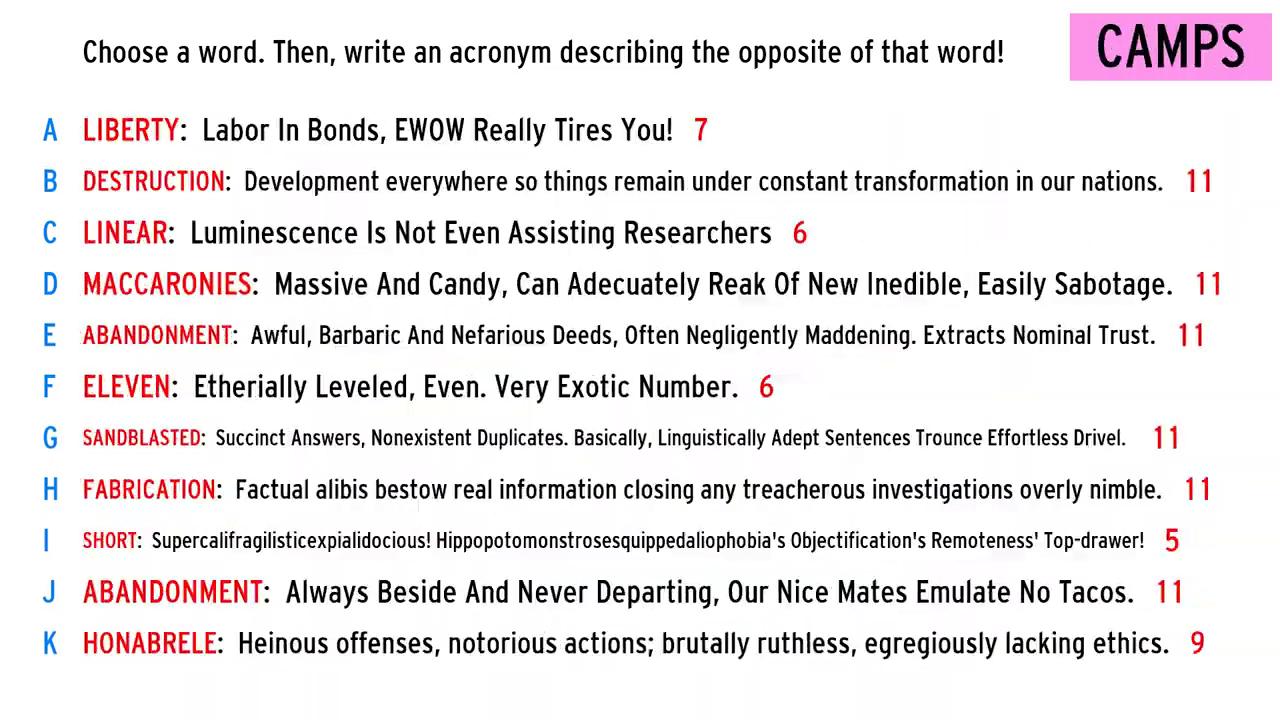 Choose a word. Then, write an acronym describing the opposite of that word!
CAMPS
A LIBERTY: Labor In Bonds, EWOW Really Tires You! 7
B DESTRUCTION: Development everywhere so things remain under constant transformation in our nations. 11
C LINEAR: Luminescence Is Not Even Assisting Researchers 6
D MACCARONIES: Massive And Candy, Can Adecuately Reak Of New Inedible, Easily Sabotage. 11
E ABANDONMENT: Awful, Barbaric And Nefarious Deeds, Often Negligently Maddening. Extracts Nominal Trust. 11
F ELEVEN: Etherially Leveled, Even. Very Exotic Number. 6
G SANDBLASTED: Succinct Answers, Nonexistent Duplicates. Basically, Linguistically Adept Sentences Trounce Effortless Drivel. 11
H FABRICATION: Factual alibis bestow real information closing any treacherous investigations overly nimble. 11
I SHORT: Supercalifragilisticexpialidocious! Hippopotomonstrosesquippedaliophobia's Objectification's Remoteness' Top-drawer! 5
J ABANDONMENT: Always Beside And Never Departing, Our Nice Mates Emulate No Tacos. 11
K HONABRELE: Heinous offenses, notorious actions; brutally ruthless, egregiously lacking ethics. 9